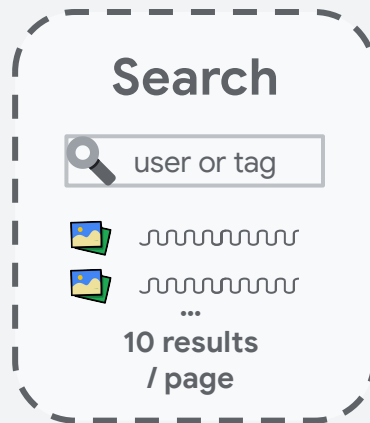 Search
user or tag
...
10 results
/ page